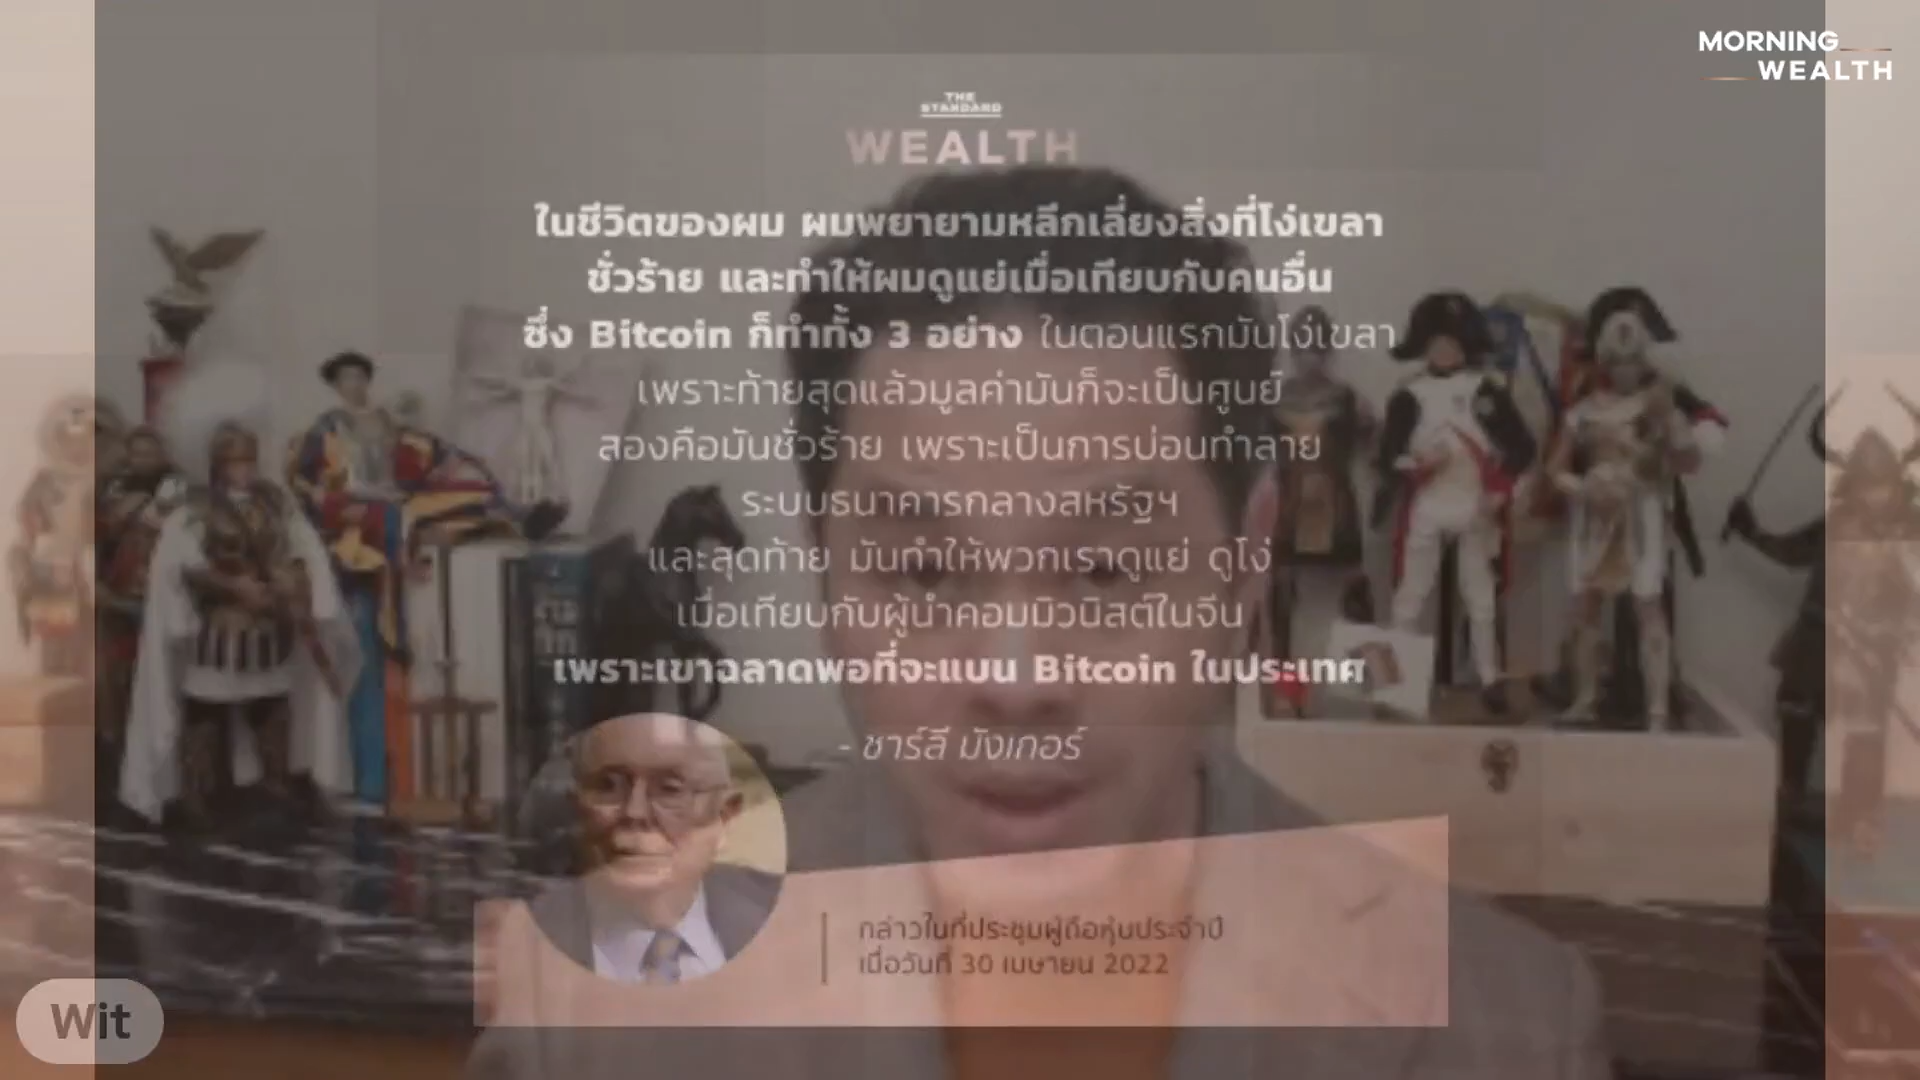 MORNING
WEALTH
THE
STANDARD
WEALTH
ในชีวิตของผม ผมพยายามหลีกเลี่ยงสิ่งที่โง่เขลา
ชั่วร้าย และทำให้ผมดูแย่เมื่อเทียบกับคนอื่น
ซึ่ง Bitcoin ก็ทำทั้ง 3 อย่าง ในตอนแรกมันโง่เขลา
เพราะท้ายสุดแล้วมูลค่ามันก็จะเป็นศูนย์
สองคือมันชั่วร้าย เพราะเป็นการบ่อนทำลาย
ระบบธนาคารกลางสหรัฐฯ
และสุดท้าย มันทำให้พวกเราดูแย่ ดูโง่
เมื่อเทียบกับผู้นำคอมมิวนิสต์ในจีน
เพราะเขาฉลาดพอที่จะแบน Bitcoin ในประเทศ
- ชาร์ลี มังเกอร์
กล่าวในที่ประชุมผู้ถือหุ้นประจำปี
เมื่อวันที่ 30 เมษายน 2022
Wit